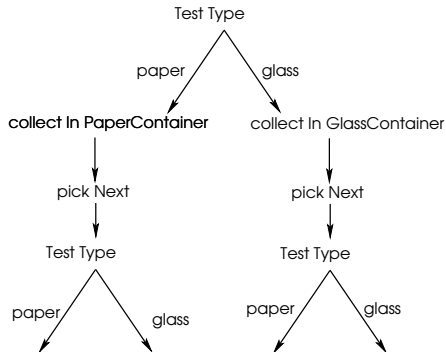 Test Type
paper
glass
collect In PaperContainer
collect In GlassContainer
pick Next
pick Next
Test Type
Test Type
paper
glass
paper
glass